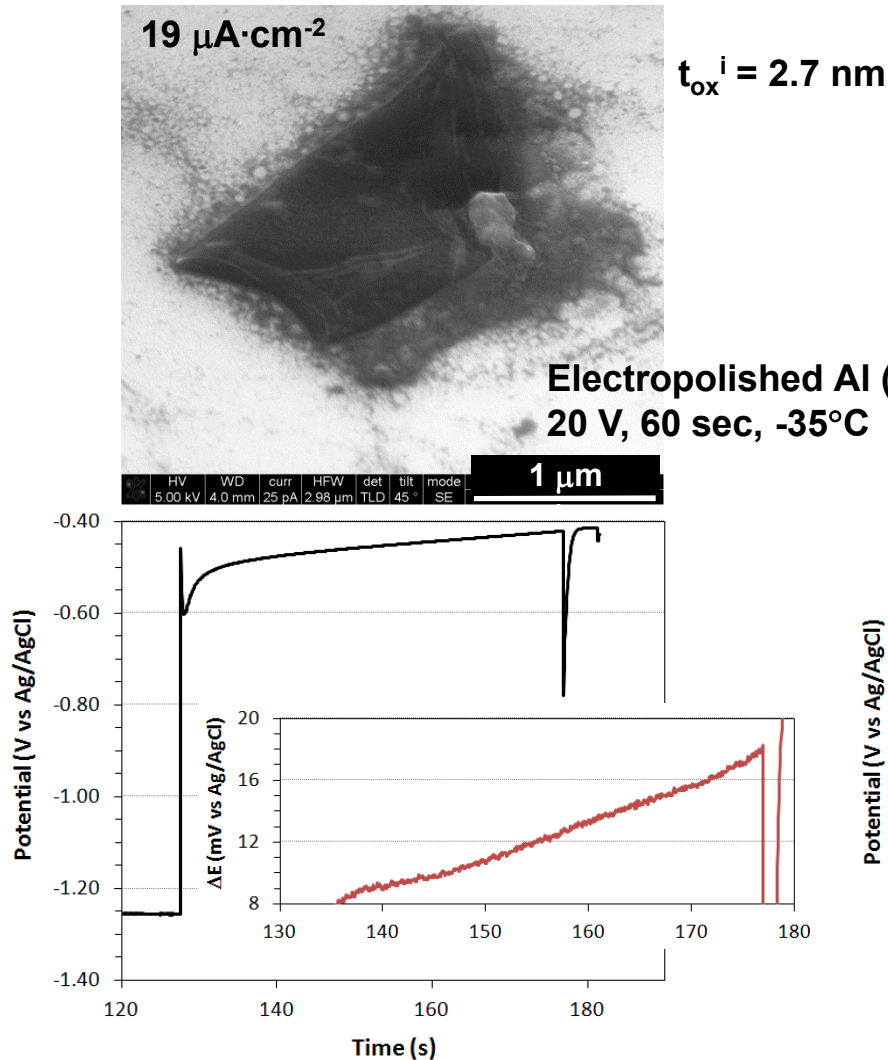 19 μA·cm⁻²
tₒₓⁱ = 2.7 nm
Electropolished Al (
20 V, 60 sec, -35°C
HV WD curr HFW det tilt mode
5.00 kV 4.0 mm 25 pA 2.98 μm TLD 45 ° SE
1 μm
-0.40
-0.60
-0.80
-1.00
-1.20
-1.40
Potential (V vs Ag/AgCl)
120 140 160 180
Time (s)
20
16
12
8
ΔE (mV vs Ag/AgCl)
130 140 150 160 170 180
Potential (V vs Ag/AgCl)